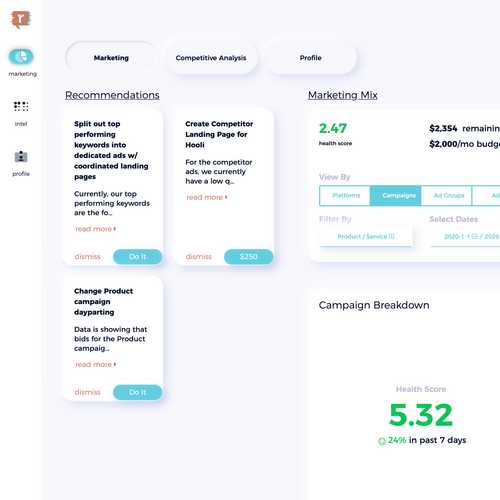 marketing
intel
profile
Marketing
Competitive Analysis
Profile
Recommendations
Split out top
performing
keywords into
dedicated ads w/
coordinated landing
pages
Currently, our top
performing keywords
are the fo...
read more
dismiss
Do It
Create Competitor
Landing Page for
Hooli
For the competitor
ads, we currently
have a low q...
read more
dismiss
$250
Change Product
campaign
dayparting
Data is showing that
bids for the Product
campaig...
read more
dismiss
Do It
Marketing Mix
2.47
health score
$2,354 remainin
$2,000/mo budge
View By
Platforms
Campaigns
Ad Groups
Ad
Filter By
Select Dates
Product / Service
2020-1-1
/ 2020
Campaign Breakdown
Health Score
5.32
24% in past 7 days